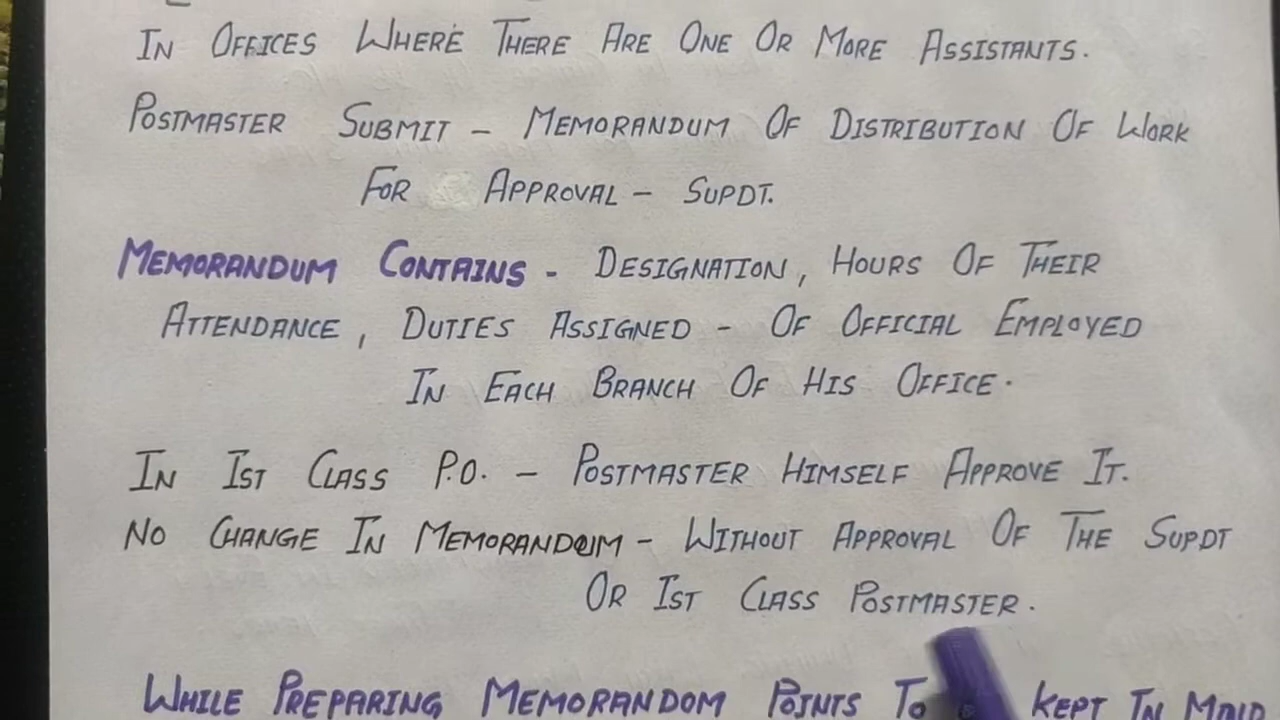 IN OFFICES WHERE THERE ARE ONE OR MORE ASSISTANTS.
POSTMASTER SUBMIT - MEMORANDUM OF DISTRIBUTION OF WORK
FOR APPROVAL - SUPDT.
MEMORANDUM CONTAINS - DESIGNATION, HOURS OF THEIR
ATTENDANCE, DUTIES ASSIGNED - OF OFFICIAL EMPLOYED
IN EACH BRANCH OF HIS OFFICE.
IN IST CLASS P.O. - POSTMASTER HIMSELF APPROVE IT.
NO CHANGE IN MEMORANDUM - WITHOUT APPROVAL OF THE SUPDT
OR IST CLASS POSTMASTER.
WHILE PREPARING MEMORANDOM POINTS TO KEPT IN MIND